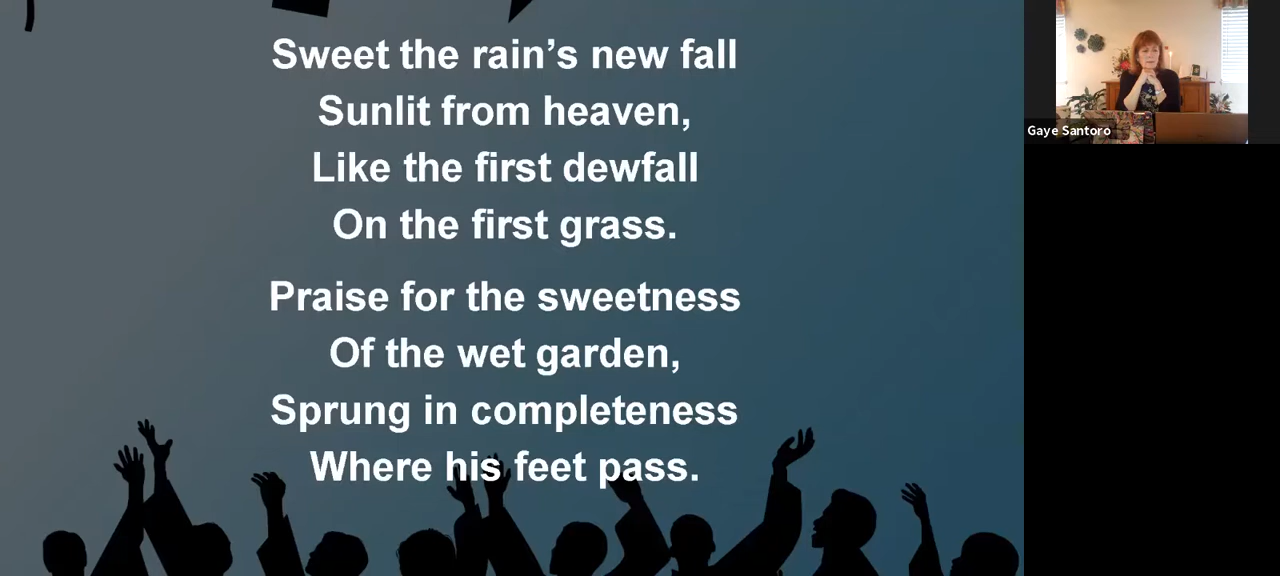 Sweet the rain’s new fall
Sunlit from heaven,
Like the first dewfall
On the first grass.
Praise for the sweetness
Of the wet garden,
Sprung in completeness
Where his feet pass.
Gaye Santoro